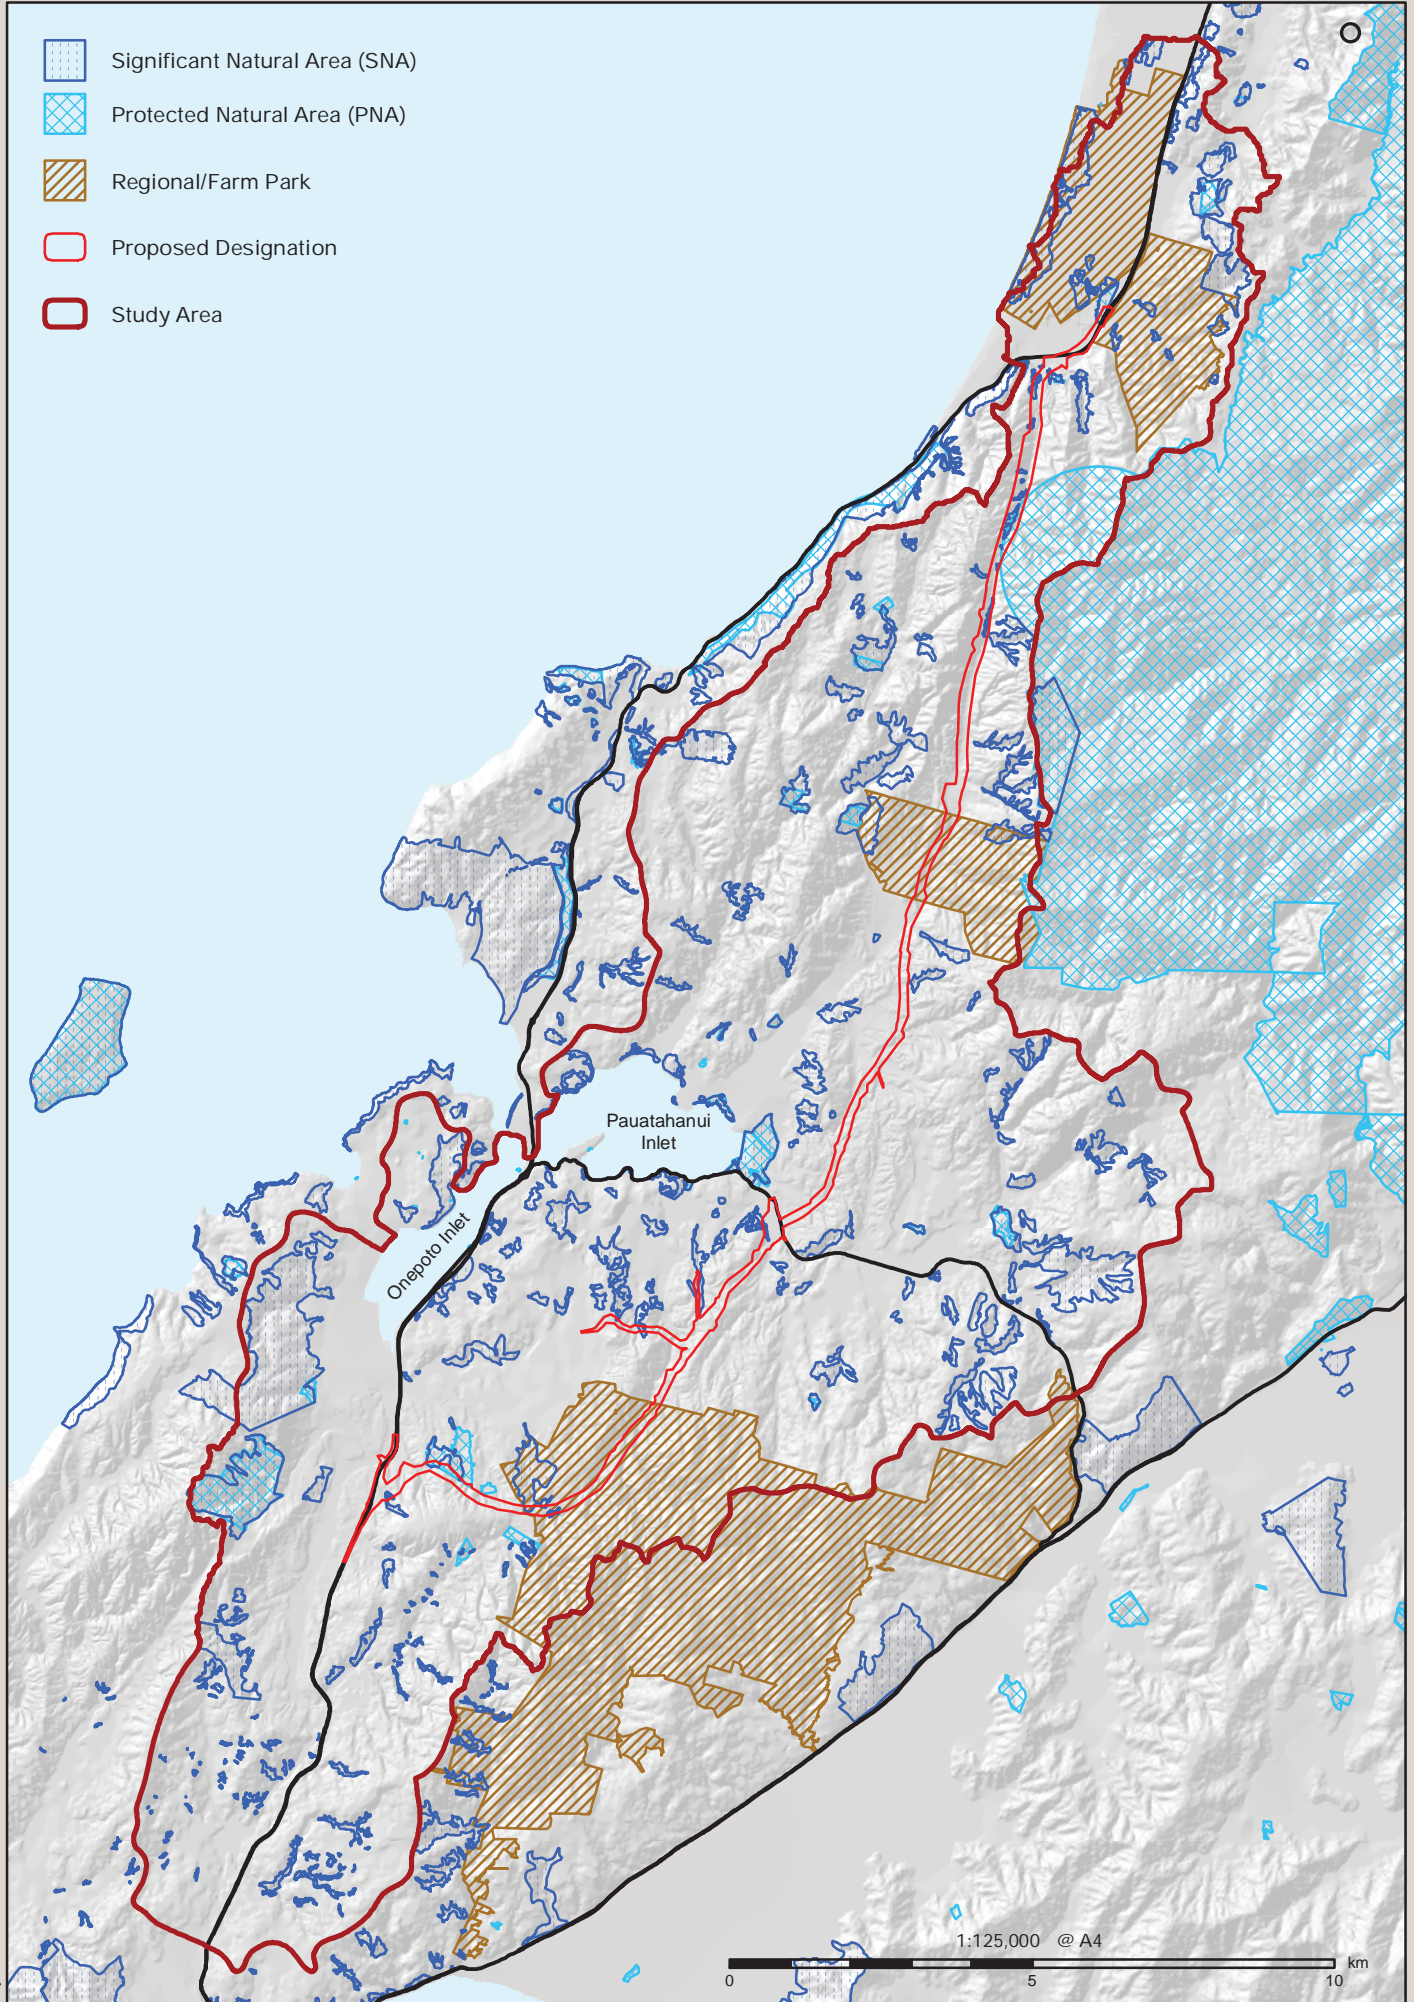 Significant Natural Area (SNA)
Protected Natural Area (PNA)
Regional/Farm Park
Proposed Designation
Study Area
Pauatahanui
Inlet
Onepoto Inlet
1:125,000 @ A4
km
0 5 10